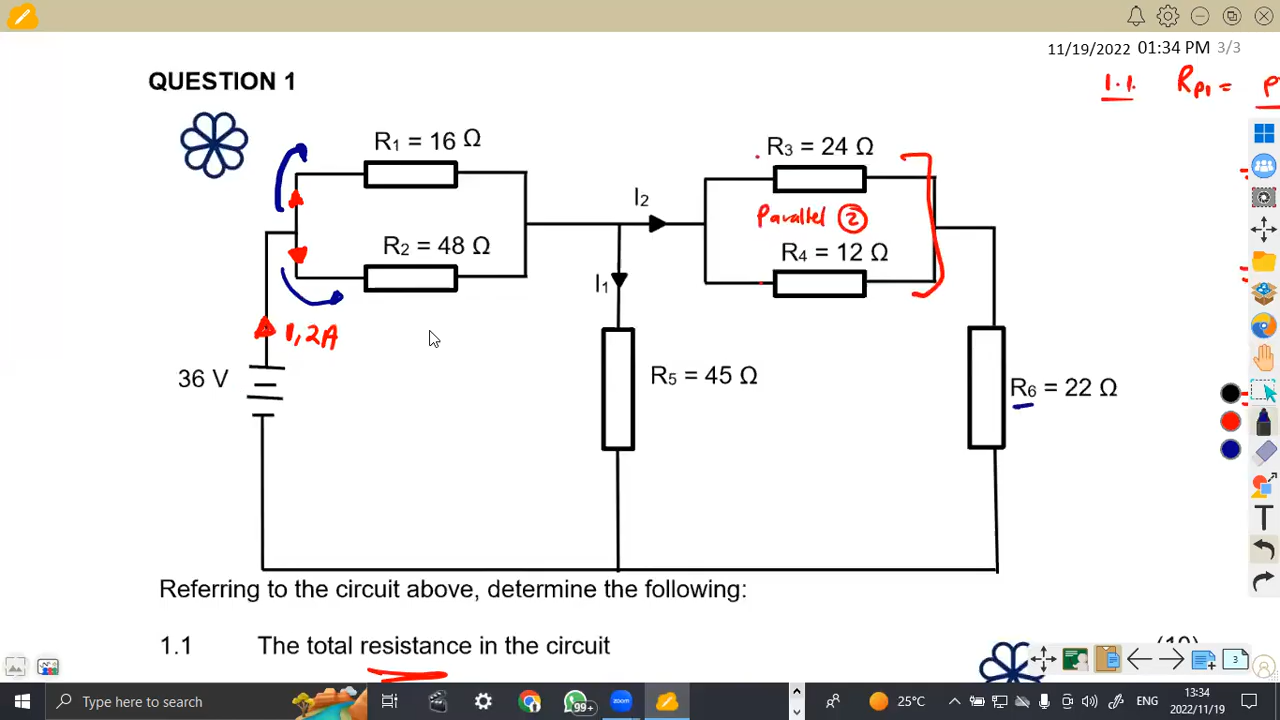 11/19/2022 01:34 PM 3/3
QUESTION 1
1.1. Rp1 =
R1 = 16 Ω
R3 = 24 Ω
I2
Parallel 2
R2 = 48 Ω
R4 = 12 Ω
I1
1,2A
36 V
R5 = 45 Ω
R6 = 22 Ω
Referring to the circuit above, determine the following:
1.1 The total resistance in the circuit
3
Type here to search
99+
zoom
25°C
ENG
13:34
2022/11/19